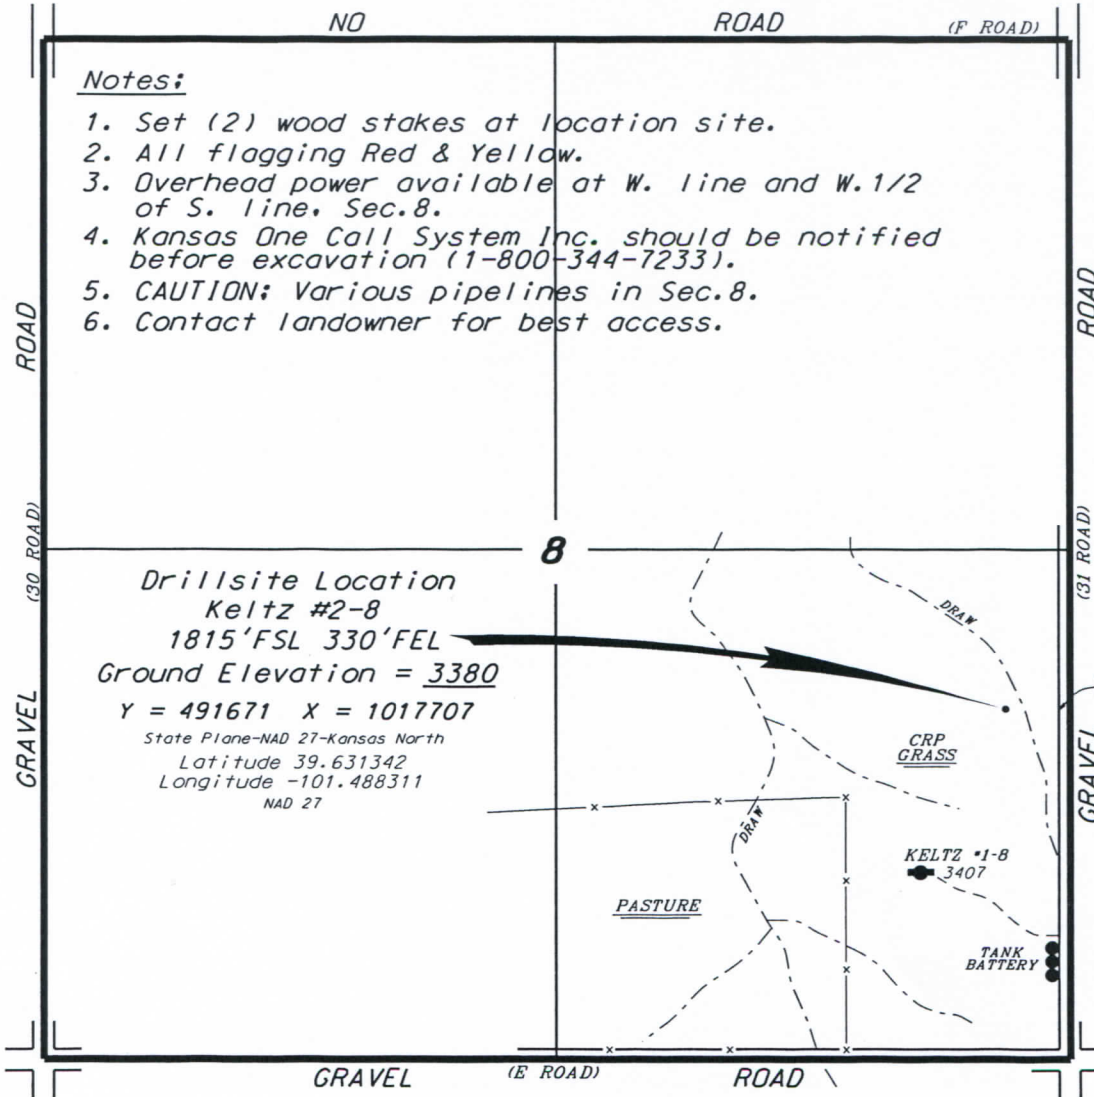 NO ROAD (F ROAD)
Notes:
1. Set (2) wood stakes at location site.
2. All flagging Red & Yellow.
3. Overhead power available at W. line and W.1/2
of S. line, Sec.8.
4. Kansas One Call System Inc. should be notified
before excavation (1-800-344-7233).
5. CAUTION: Various pipelines in Sec.8.
6. Contact landowner for best access.
ROAD
(30 ROAD)
GRAVEL
ROAD
(31 ROAD)
GRAVEL
8
Drillsite Location
Keltz #2-8
1815'FSL 330'FEL
Ground Elevation = 3380
Y = 491671 X = 1017707
State Plane-NAD 27-Kansas North
Latitude 39.631342
Longitude -101.488311
NAD 27
DRAW
CRP
GRASS
DRAW
KELTZ #1-8
3407
PASTURE
TANK
BATTERY
GRAVEL (E ROAD) ROAD